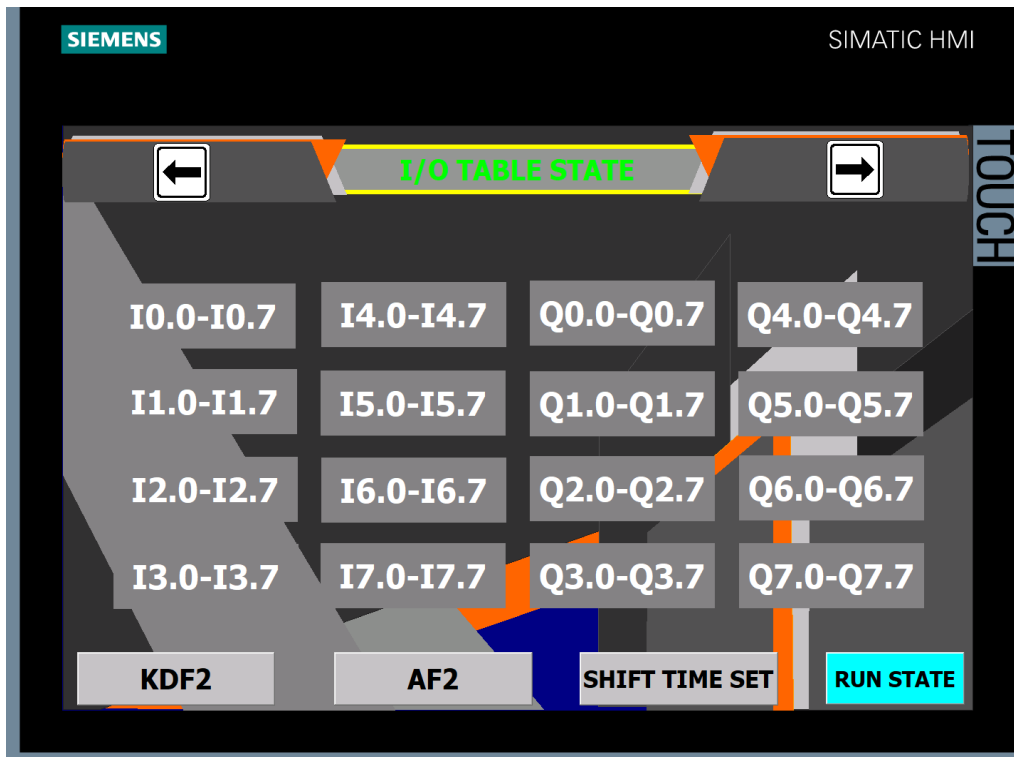 SIEMENS
SIMATIC HMI
TOUCH
I/O TABLE STATE
I0.0-I0.7
I4.0-I4.7
Q0.0-Q0.7
Q4.0-Q4.7
I1.0-I1.7
I5.0-I5.7
Q1.0-Q1.7
Q5.0-Q5.7
I2.0-I2.7
I6.0-I6.7
Q2.0-Q2.7
Q6.0-Q6.7
I3.0-I3.7
I7.0-I7.7
Q3.0-Q3.7
Q7.0-Q7.7
KDF2
AF2
SHIFT TIME SET
RUN STATE